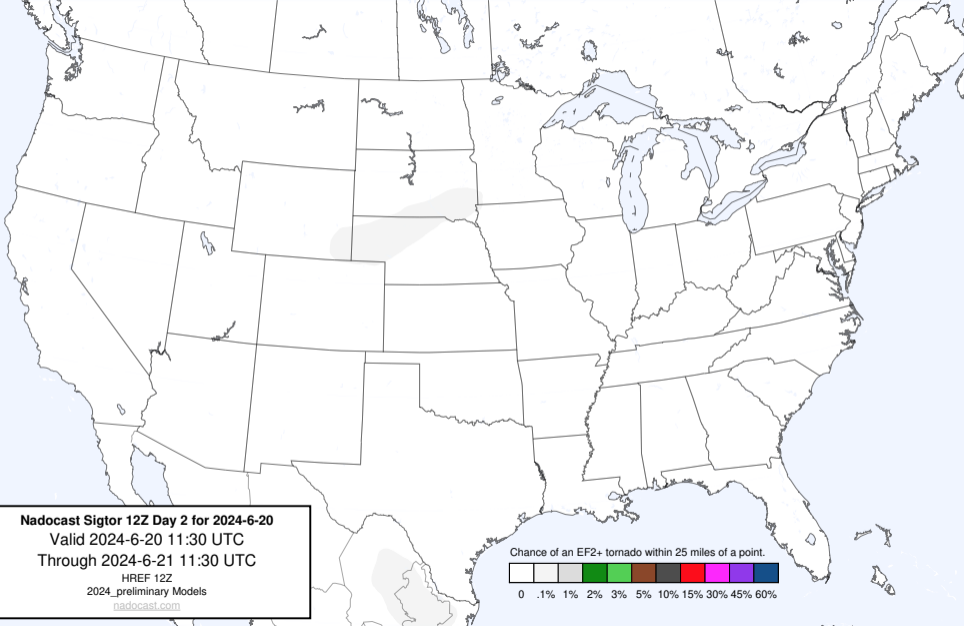 Nadocast Sigtor 12Z Day 2 for 2024-6-20
Valid 2024-6-20 11:30 UTC
Through 2024-6-21 11:30 UTC
HREF 12Z
2024_preliminary Models
nadocast.com
Chance of an EF2+ tornado within 25 miles of a point.
0 .1% 1% 2% 3% 5% 10% 15% 30% 45% 60%